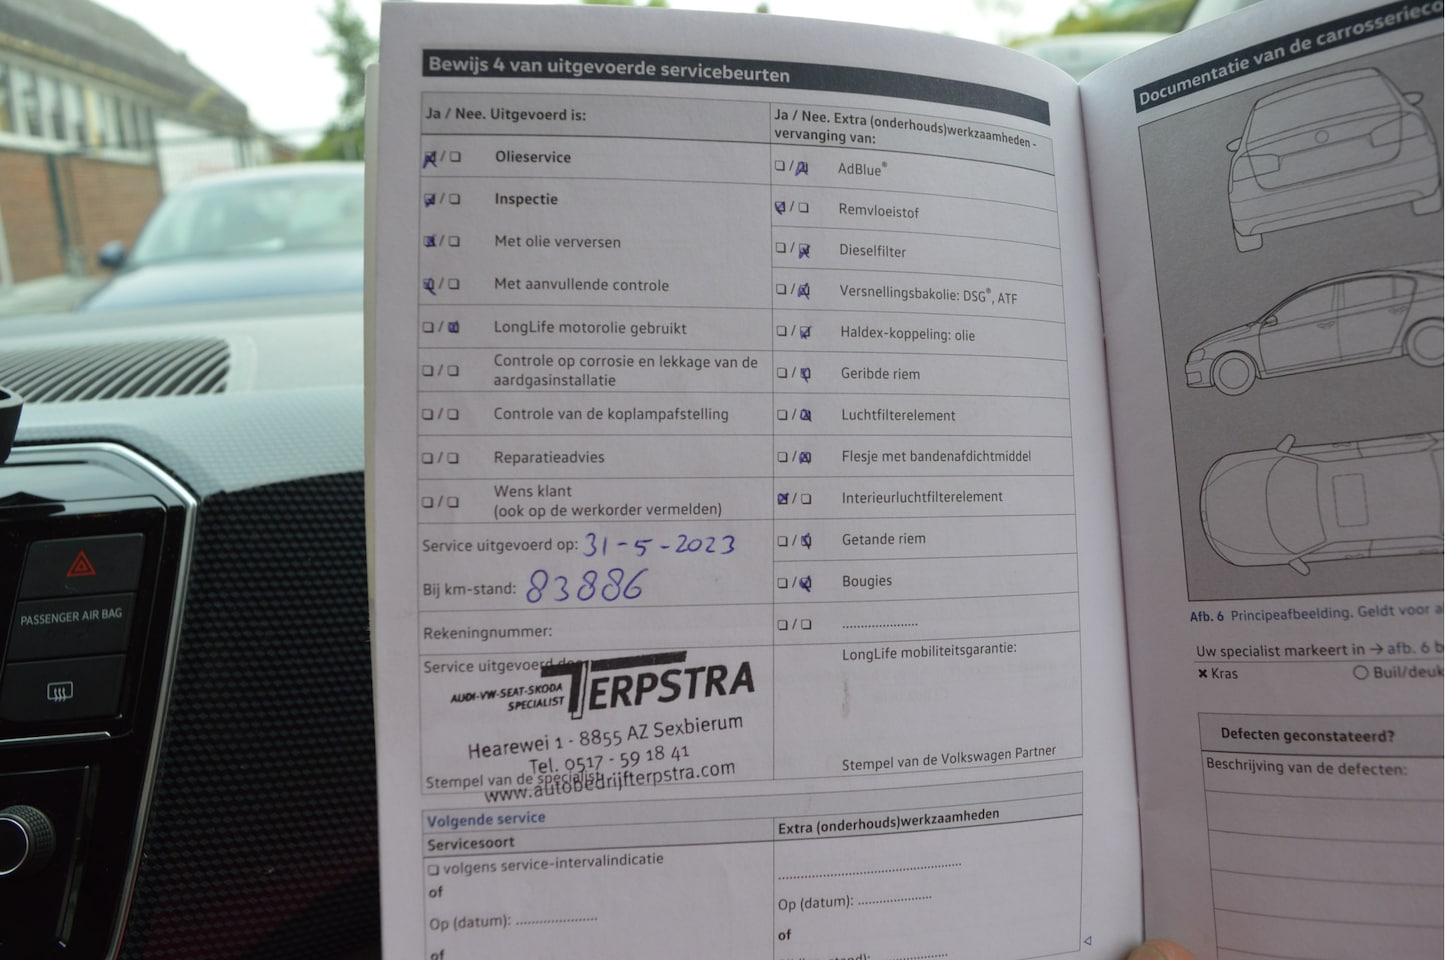 Bewijs 4 van uitgevoerde servicebeurten
Ja / Nee. Uitgevoerd is:
Olieservice
Inspectie
Met olie verversen
Met aanvullende controle
LongLife motorolie gebruikt
Controle op corrosie en lekkage van de
aardgasinstallatie
Controle van de koplampafstelling
Reparatieadvies
Wens klant
(ook op de werkorder vermelden)
Service uitgevoerd op: 31-5-2023
Bij km-stand: 83886
Rekeningnummer:
Service uitgevoerd
AUDI-VW-SEAT-SKODA
SPECIALIST
TERPSTRA
Hearewei 1 - 8855 AZ Sexbierum
Tel. 0517 - 59 18 41
Stempel van de specialist
www.autobedrijfterpstra.com
Ja / Nee. Extra (onderhouds)werkzaamheden -
vervanging van:
AdBlue®
Remvloeistof
Dieselfilter
Versnellingsbakolie: DSG®, ATF
Haldex-koppeling: olie
Geribde riem
Luchtfilterelement
Flesje met bandenafdichtmiddel
Interieurluchtfilterelement
Getande riem
Bougies
....................
LongLife mobiliteitsgarantie:
Stempel van de Volkswagen Partner
Volgende service
Servicesoort
volgens service-intervalindicatie
of
Op (datum): ....................
of
Extra (onderhouds)werkzaamheden
....................
Op (datum): ....................
of
Documentatie van de
Afb. 6 Principeafbeelding. Geldt voor
Uw specialist markeert in → afb. 6
× Kras
Buil/deuk
Defecten geconstateerd?
Beschrijving van de defecten:
PASSENGER AIR BAG